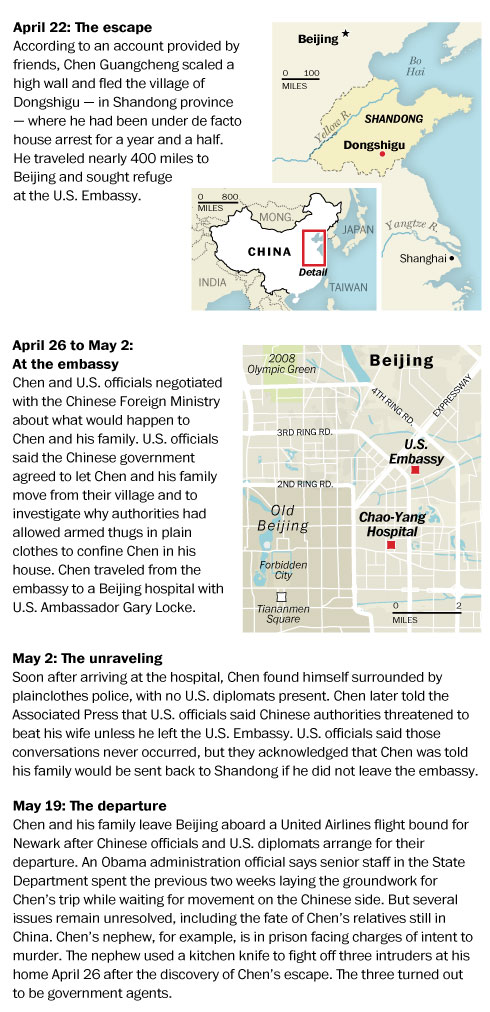 April 22: The escape
According to an account provided by
friends, Chen Guangcheng scaled a
high wall and fled the village of
Dongshigu — in Shandong province
— where he had been under de facto
house arrest for a year and a half.
He traveled nearly 400 miles to
Beijing and sought refuge
at the U.S. Embassy.
Beijing
Bo
Hai
0 100
MILES
SHANDONG
Yellow R.
Dongshigu
Yangtze R.
Shanghai
0 800
MILES
MONG.
JAPAN
CHINA
Detail
INDIA
TAIWAN
April 26 to May 2:
At the embassy
Chen and U.S. officials negotiated
with the Chinese Foreign Ministry
about what would happen to
Chen and his family. U.S. officials
said the Chinese government
agreed to let Chen and his family
move from their village and to
investigate why authorities had
allowed armed thugs in plain
clothes to confine Chen in his
house. Chen traveled from the
embassy to a Beijing hospital with
U.S. Ambassador Gary Locke.
2008
Olympic Green
Beijing
4TH RING RD.
EXPRESSWAY
3RD RING RD.
U.S.
Embassy
2ND RING RD.
Old
Beijing
Chao-Yang
Hospital
Forbidden
City
Tiananmen
Square
0 2
MILES
May 2: The unraveling
Soon after arriving at the hospital, Chen found himself surrounded by
plainclothes police, with no U.S. diplomats present. Chen later told the
Associated Press that U.S. officials said Chinese authorities threatened to
beat his wife unless he left the U.S. Embassy. U.S. officials said those
conversations never occurred, but they acknowledged that Chen was told
his family would be sent back to Shandong if he did not leave the embassy.
May 19: The departure
Chen and his family leave Beijing aboard a United Airlines flight bound for
Newark after Chinese officials and U.S. diplomats arrange for their
departure. An Obama administration official says senior staff in the State
Department spent the previous two weeks laying the groundwork for
Chen's trip while waiting for movement on the Chinese side. But several
issues remain unresolved, including the fate of Chen's relatives still in
China. Chen's nephew, for example, is in prison facing charges of intent to
murder. The nephew used a kitchen knife to fight off three intruders at his
home April 26 after the discovery of Chen's escape. The three turned out
to be government agents.